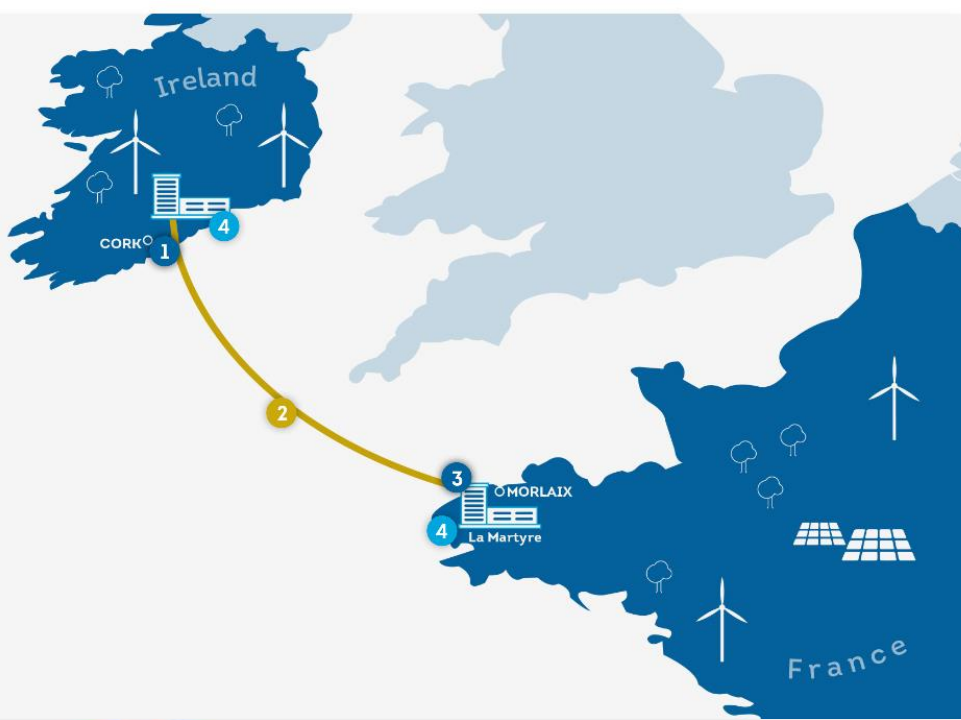 Ireland
4
CORK
1
2
3
MORLAIX
4
La Martyre
France